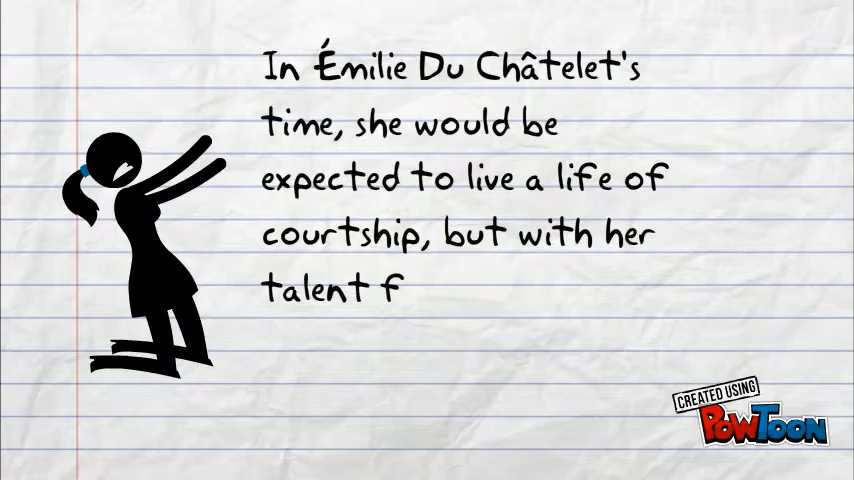 In Émilie Du Châtelet's
time, she would be
expected to live a life of
courtship, but with her
talent f
CREATED USING
POWTOON